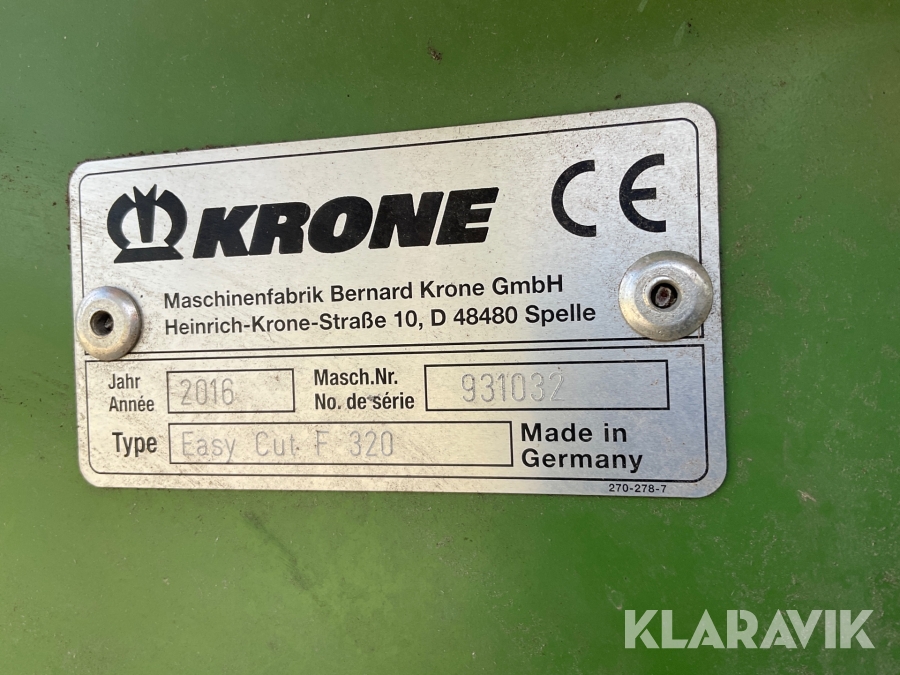 KRONE
CE
Maschinenfabrik Bernard Krone GmbH
Heinrich-Krone-Straße 10, D 48480 Spelle
Jahr
Année
2016
Masch.Nr.
No. de série
931032
Type
Easy Cut F 320
Made in
Germany
270-278-7
KLARAVIK